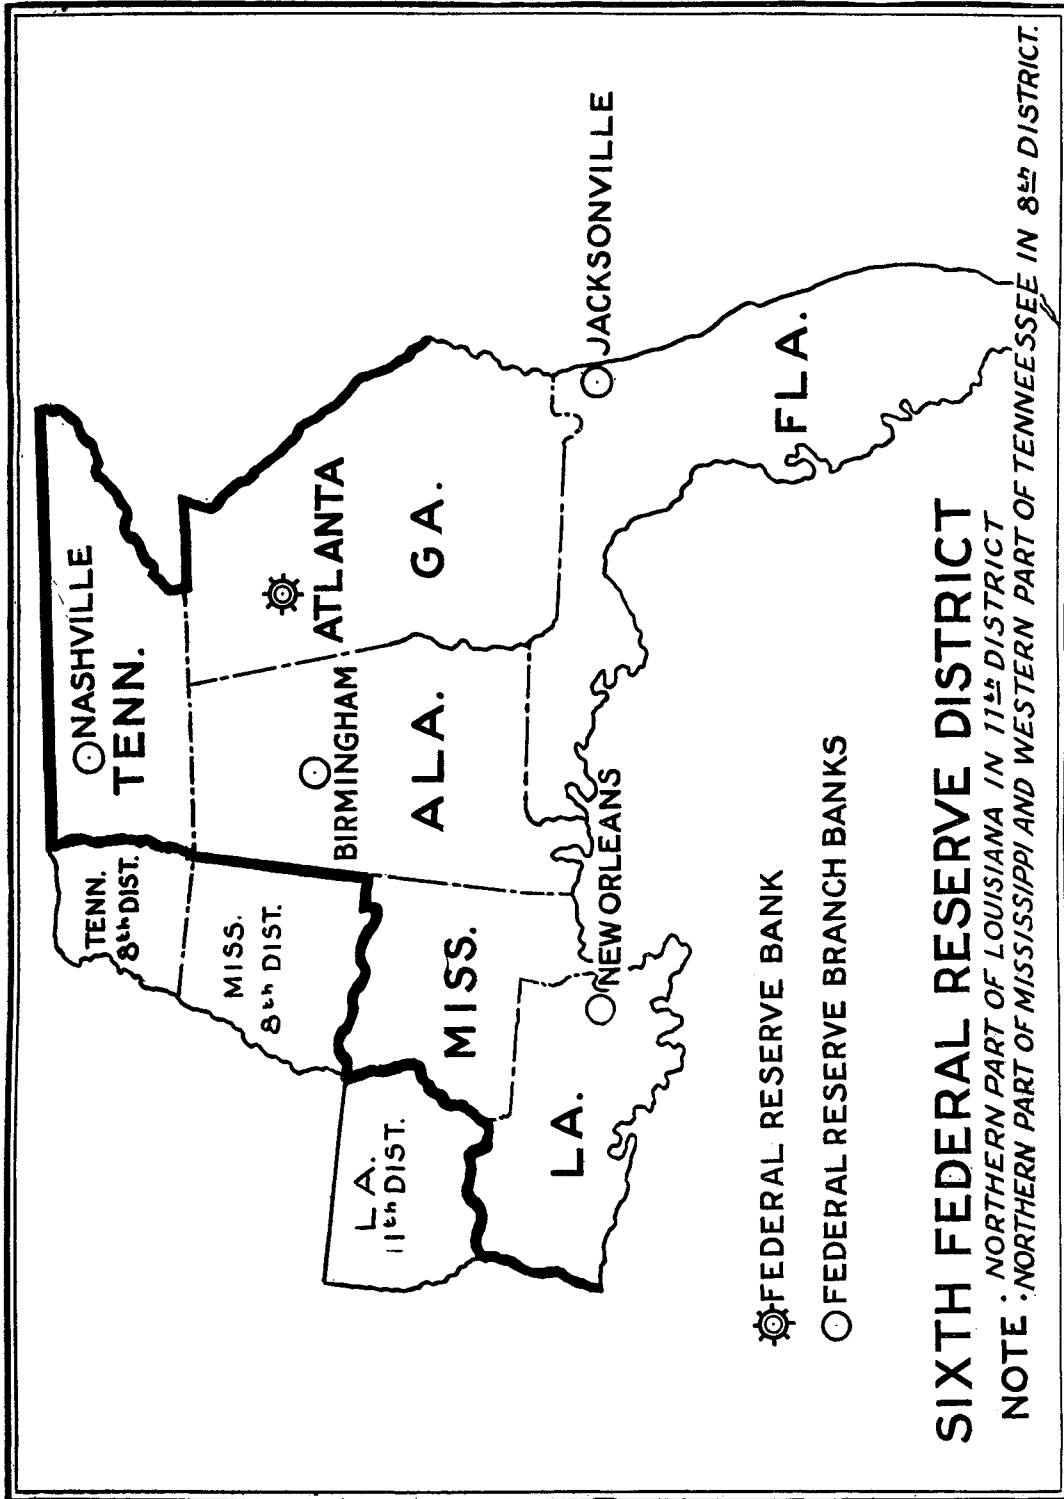 NASHVILLE
TENN.
TENN.
8th DIST.
MISS.
8th DIST.
ATLANTA
BIRMINGHAM
GA.
ALA.
MISS.
LA.
11th DIST.
LA.
NEW ORLEANS
JACKSONVILLE
FLA.
FEDERAL RESERVE BANK
FEDERAL RESERVE BRANCH BANKS
SIXTH FEDERAL RESERVE DISTRICT
NOTE: NORTHERN PART OF LOUISIANA IN 11th DISTRICT
NORTHERN PART OF MISSISSIPPI AND WESTERN PART OF TENNEESSEE IN 8th DISTRICT.